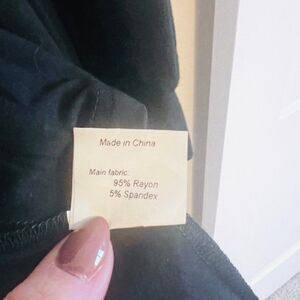 Made in China
Main fabric:
95% Rayon
5% Spandex